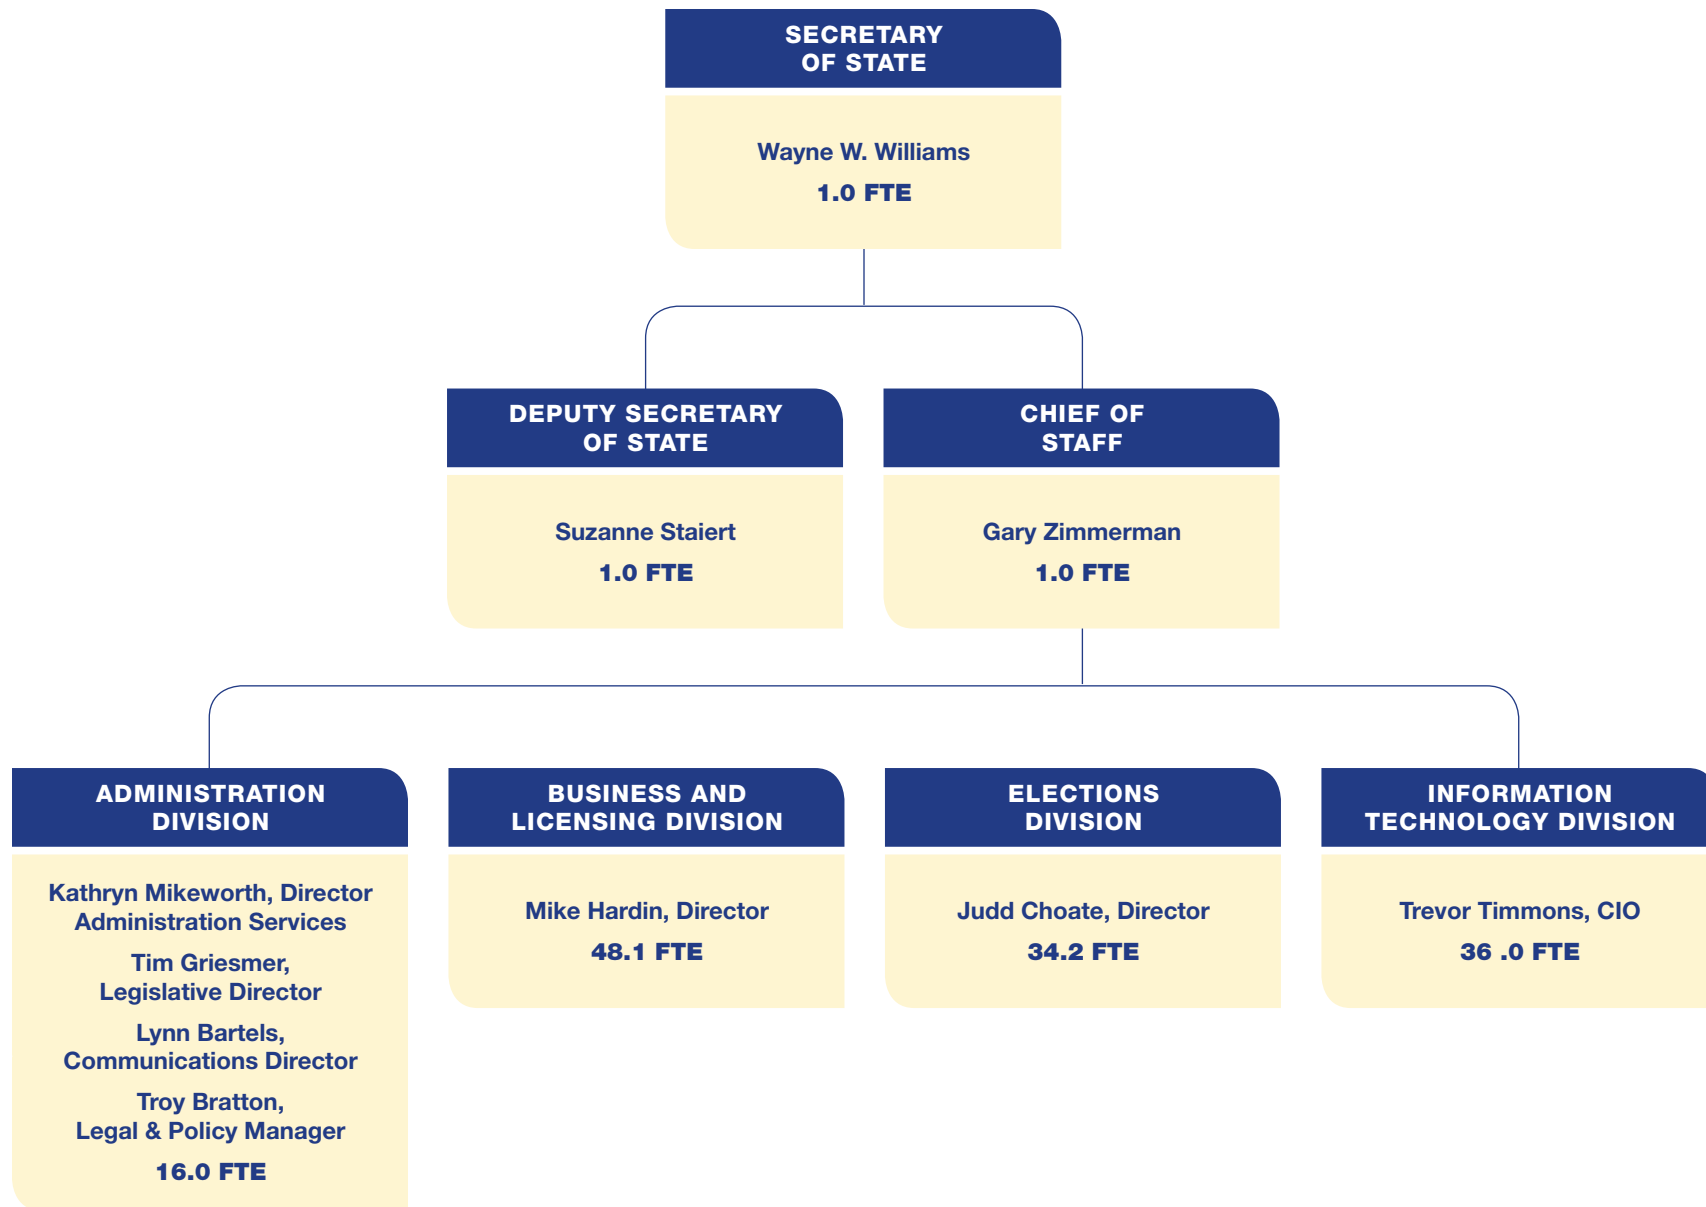 SECRETARY
OF STATE
Wayne W. Williams
1.0 FTE
DEPUTY SECRETARY
OF STATE
Suzanne Staiert
1.0 FTE
CHIEF OF
STAFF
Gary Zimmerman
1.0 FTE
ADMINISTRATION
DIVISION
Kathryn Mikeworth, Director
Administration Services
Tim Griesmer,
Legislative Director
Lynn Bartels,
Communications Director
Troy Bratton,
Legal & Policy Manager
16.0 FTE
BUSINESS AND
LICENSING DIVISION
Mike Hardin, Director
48.1 FTE
ELECTIONS
DIVISION
Judd Choate, Director
34.2 FTE
INFORMATION
TECHNOLOGY DIVISION
Trevor Timmons, CIO
36 .0 FTE